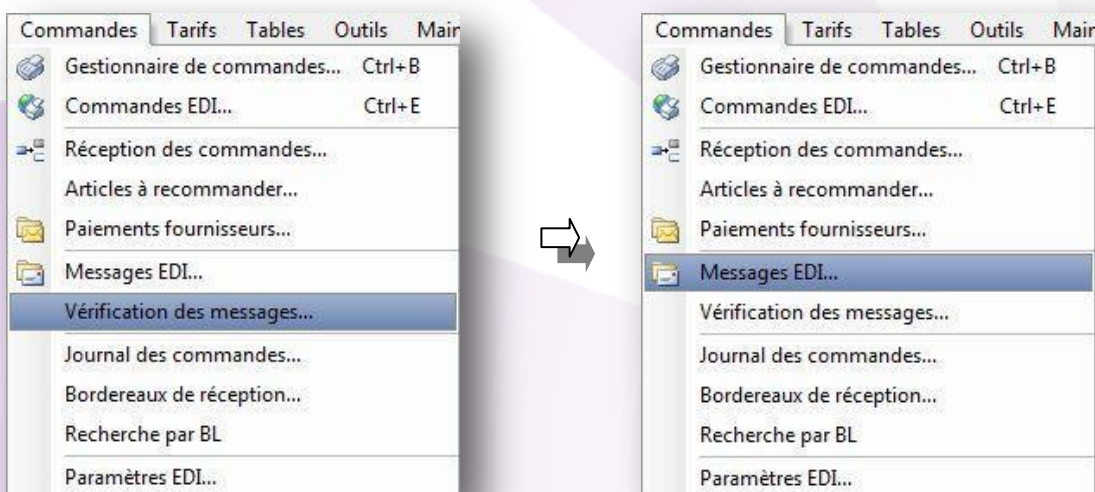 Commandes Tarifs Tables Outils Main
Gestionnaire de commandes... Ctrl+B
Commandes EDI... Ctrl+E
Réception des commandes...
Articles à recommander...
Paiements fournisseurs...
Messages EDI...
Vérification des messages...
Journal des commandes...
Bordereaux de réception...
Recherche par BL
Paramètres EDI...
Commandes Tarifs Tables Outils Main
Gestionnaire de commandes... Ctrl+B
Commandes EDI... Ctrl+E
Réception des commandes...
Articles à recommander...
Paiements fournisseurs...
Messages EDI...
Vérification des messages...
Journal des commandes...
Bordereaux de réception...
Recherche par BL
Paramètres EDI...